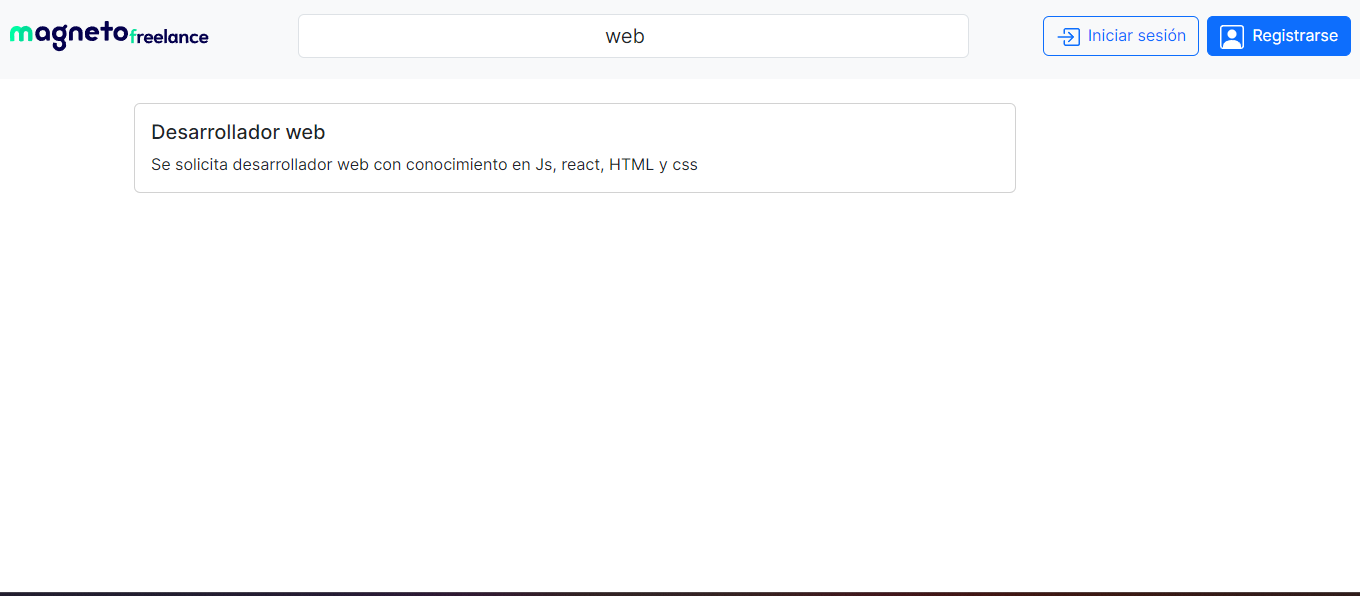 magneto freelance
web
Iniciar sesión
Registrarse
Desarrollador web
Se solicita desarrollador web con conocimiento en Js, react, HTML y css